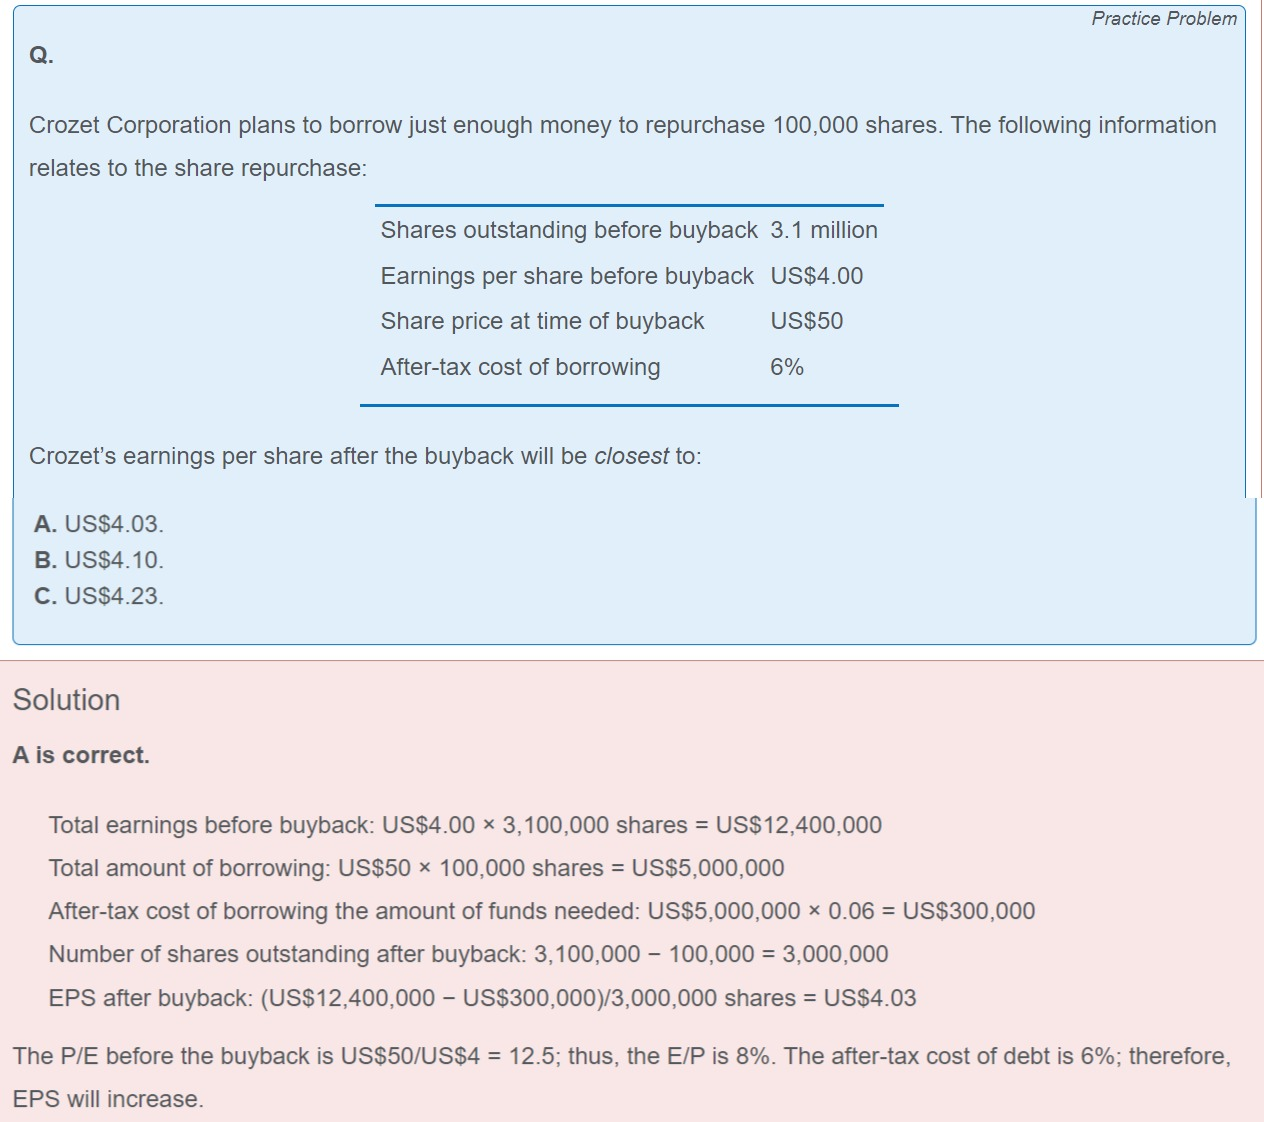 Practice Problem
Q.
Crozet Corporation plans to borrow just enough money to repurchase 100,000 shares. The following information
relates to the share repurchase:
Shares outstanding before buyback 3.1 million
Earnings per share before buyback US$4.00
Share price at time of buyback US$50
After-tax cost of borrowing 6%
Crozet’s earnings per share after the buyback will be closest to:
A. US$4.03.
B. US$4.10.
C. US$4.23.
Solution
A is correct.
Total earnings before buyback: US$4.00 × 3,100,000 shares = US$12,400,000
Total amount of borrowing: US$50 × 100,000 shares = US$5,000,000
After-tax cost of borrowing the amount of funds needed: US$5,000,000 × 0.06 = US$300,000
Number of shares outstanding after buyback: 3,100,000 − 100,000 = 3,000,000
EPS after buyback: (US$12,400,000 − US$300,000)/3,000,000 shares = US$4.03
The P/E before the buyback is US$50/US$4 = 12.5; thus, the E/P is 8%. The after-tax cost of debt is 6%; therefore,
EPS will increase.